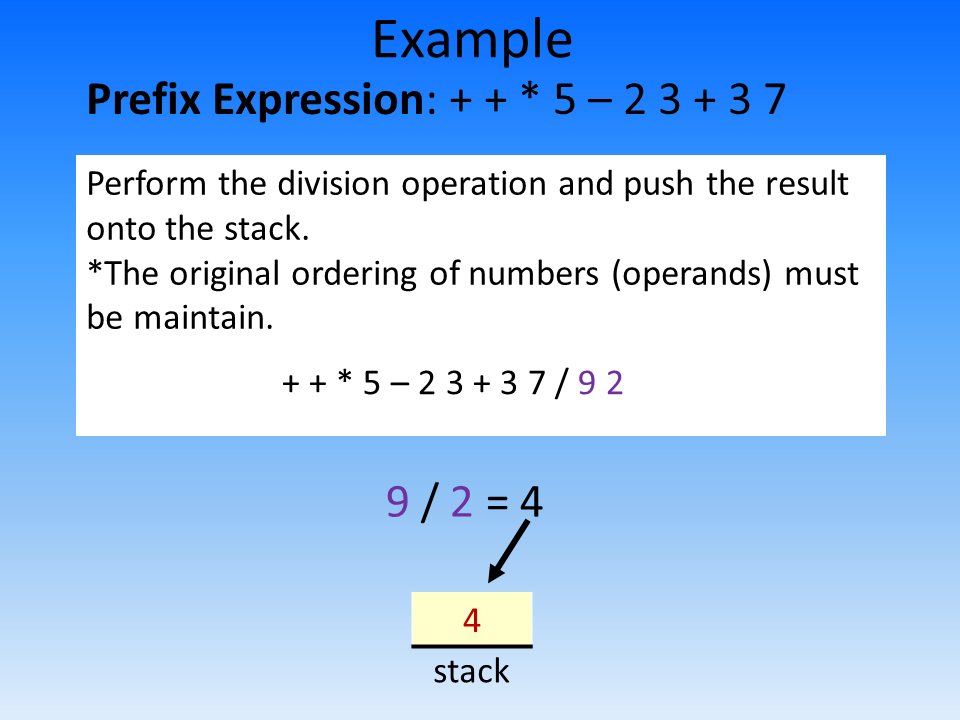 Example
Prefix Expression: + + * 5 – 2 3 + 3 7
Perform the division operation and push the result
onto the stack.
*The original ordering of numbers (operands) must
be maintain.
+ + * 5 – 2 3 + 3 7 / 9 2
9 / 2 = 4
4
stack